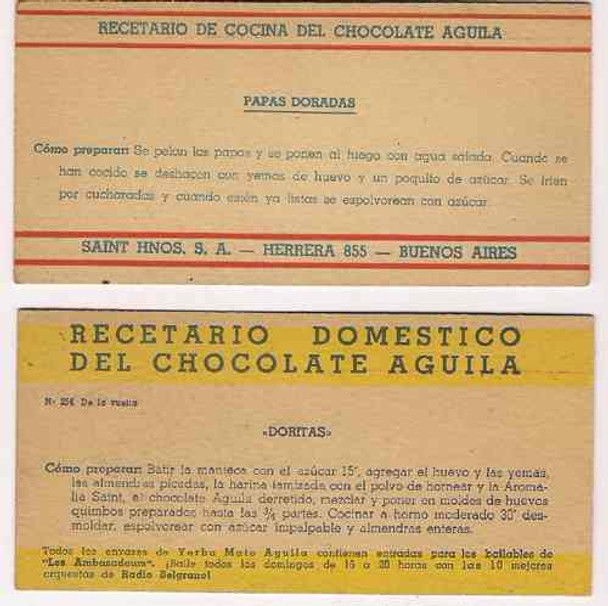 RECETARIO DE COCINA DEL CHOCOLATE AGUILA
PAPAS DORADAS
Cómo preparar: Se pelan las papas y se ponen al fuego con agua salada. Cuando se
han cocido se deshacen con yemas de huevo y un poquito de azúcar. Se fríen
por cucharadas y cuando estén ya listas se espolvorean con azúcar.
SAINT HNOS. S. A. — HERRERA 855 — BUENOS AIRES
RECETARIO DOMESTICO
DEL CHOCOLATE AGUILA
Nº 254 De la vuelta
«DORITAS»
Cómo preparar: Batir la manteca con el azúcar 15', agregar el huevo y las yemas,
las almendras picadas, la harina tamizada con el polvo de hornear y la Aroma-
lia Saint, el chocolate Aguila derretido, mezclar y poner en moldes de huevos
quimbos preparados hasta las ¾ partes. Cocinar a horno moderado 30' des-
moldar, espolvorear con azúcar impalpable y almendras enteras.
Todos los envases de Yerba Mate Aguila contienen entradas para los bailables de
"Les Ambassadeurs". ¡Baile todos los domingos de 16 a 20 horas con las 10 mejores
orquestas de Radio Belgrano!